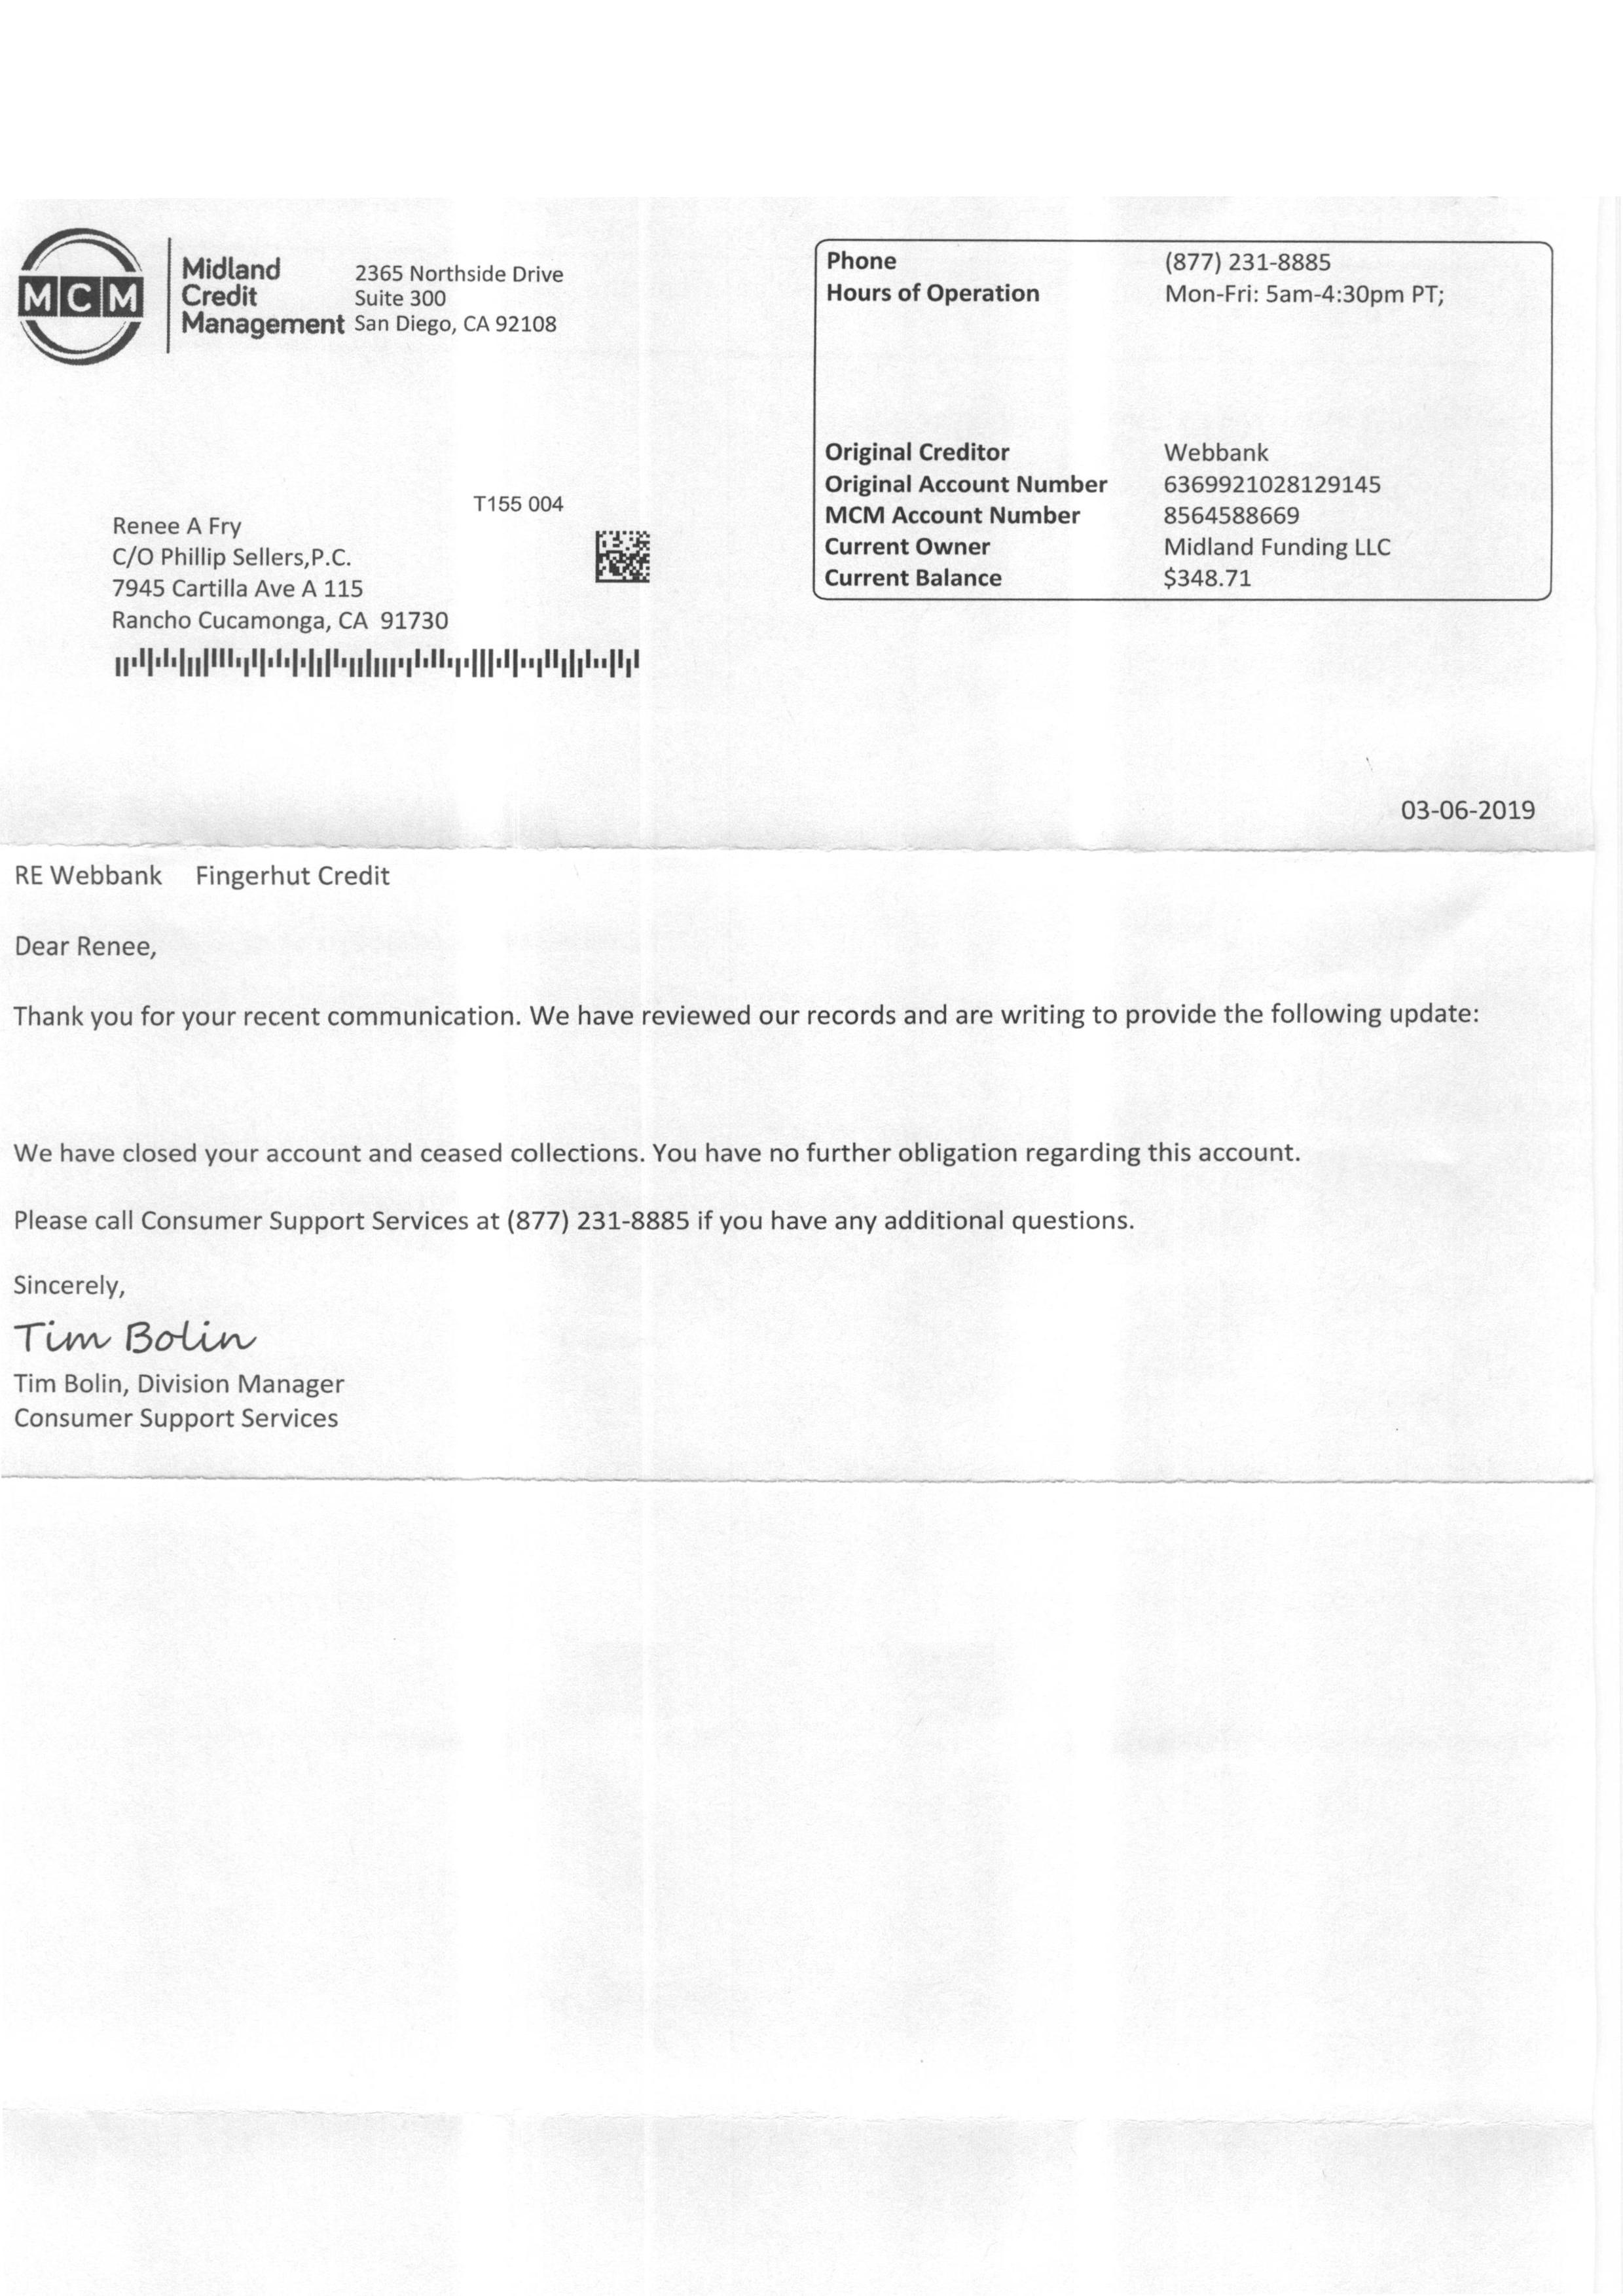 MCM
Midland
Credit
Management
2365 Northside Drive
Suite 300
San Diego, CA 92108
Phone (877) 231-8885
Hours of Operation Mon-Fri: 5am-4:30pm PT;
Original Creditor Webbank
Original Account Number 6369921028129145
MCM Account Number 8564588669
Current Owner Midland Funding LLC
Current Balance $348.71
T155 004
Renee A Fry
C/O Phillip Sellers,P.C.
7945 Cartilla Ave A 115
Rancho Cucamonga, CA 91730
03-06-2019
RE Webbank Fingerhut Credit
Dear Renee,
Thank you for your recent communication. We have reviewed our records and are writing to provide the following update:
We have closed your account and ceased collections. You have no further obligation regarding this account.
Please call Consumer Support Services at (877) 231-8885 if you have any additional questions.
Sincerely,
Tim Bolin
Tim Bolin, Division Manager
Consumer Support Services